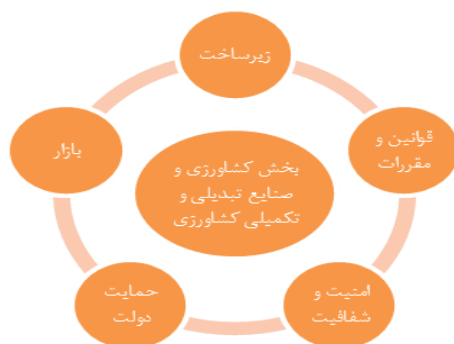 زیرساخت
قوانین و
مقررات
امنیت و
شفافیت
حمایت
دولت
بازار
بخش کشاورزی و
صنایع تبدیلی و
تکمیلی کشاورزی